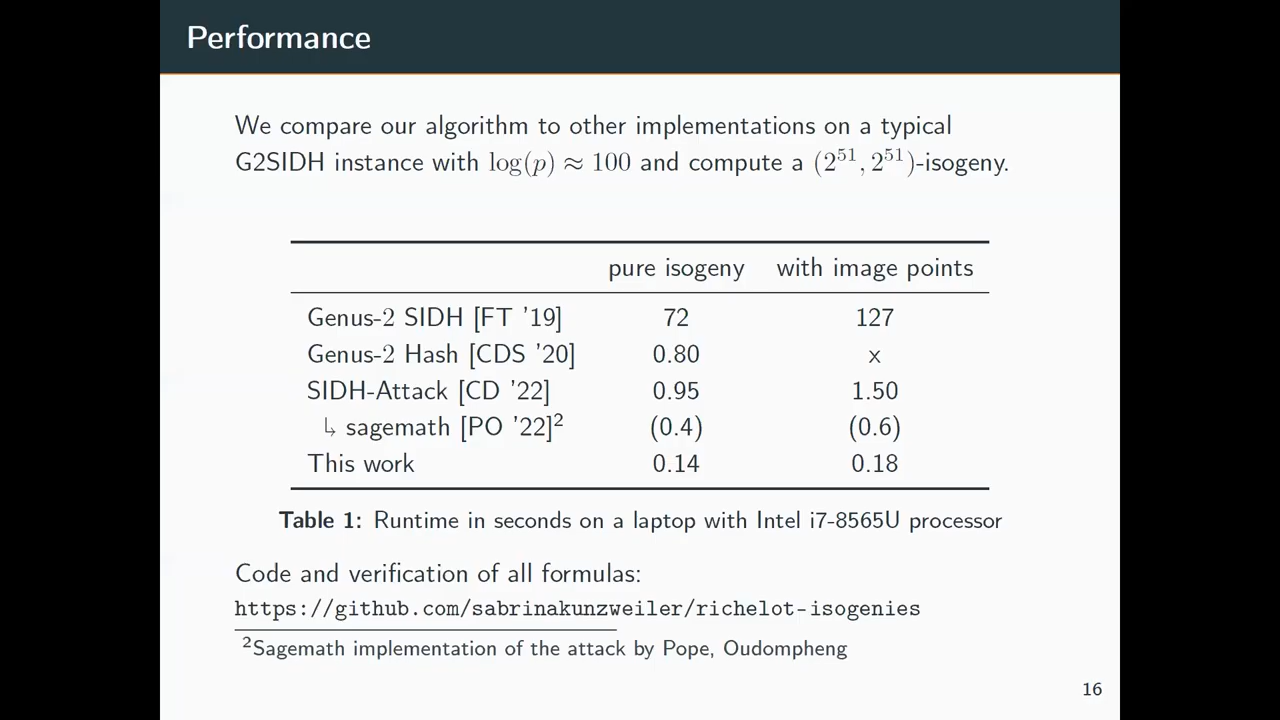 Performance
We compare our algorithm to other implementations on a typical
G2SIDH instance with log(p) ≈ 100 and compute a (2^51, 2^51)-isogeny.
pure isogeny with image points
Genus-2 SIDH [FT '19] 72 127
Genus-2 Hash [CDS '20] 0.80 x
SIDH-Attack [CD '22] 0.95 1.50
↳ sagemath [PO '22]² (0.4) (0.6)
This work 0.14 0.18
Table 1: Runtime in seconds on a laptop with Intel i7-8565U processor
Code and verification of all formulas:
https://github.com/sabrinakunzweiler/richelot-isogenies
²Sagemath implementation of the attack by Pope, Oudompheng
16